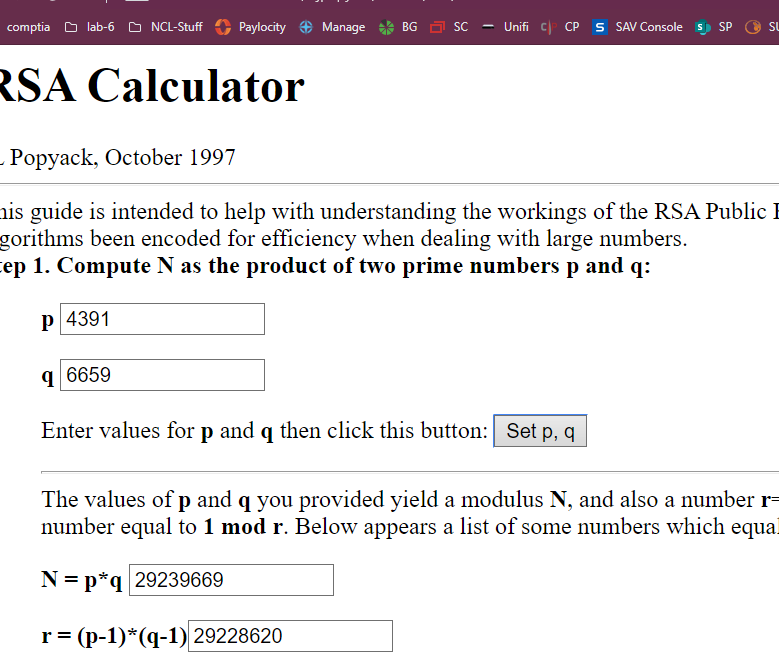 comptia lab-6 NCL-Stuff Paylocity Manage BG SC Unifi CP SAV Console SP
RSA Calculator
Popyack, October 1997
his guide is intended to help with understanding the workings of the RSA Public
gorithms been encoded for efficiency when dealing with large numbers.
tep 1. Compute N as the product of two prime numbers p and q:
p 4391
q 6659
Enter values for p and q then click this button: Set p, q
The values of p and q you provided yield a modulus N, and also a number r=
number equal to 1 mod r. Below appears a list of some numbers which equal
N = p*q 29239669
r = (p-1)*(q-1) 29228620